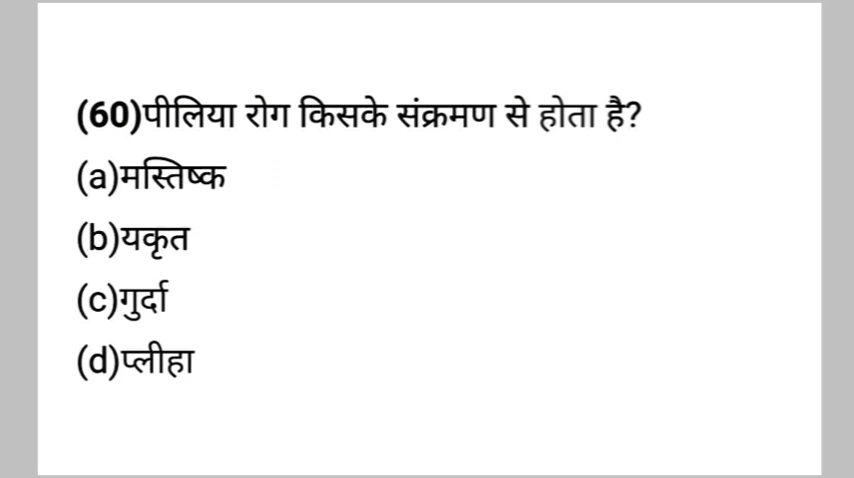 (60)पीलिया रोग किसके संक्रमण से होता है?
(a)मस्तिष्क
(b)यकृत
(c)गुर्दा
(d)प्लीहा